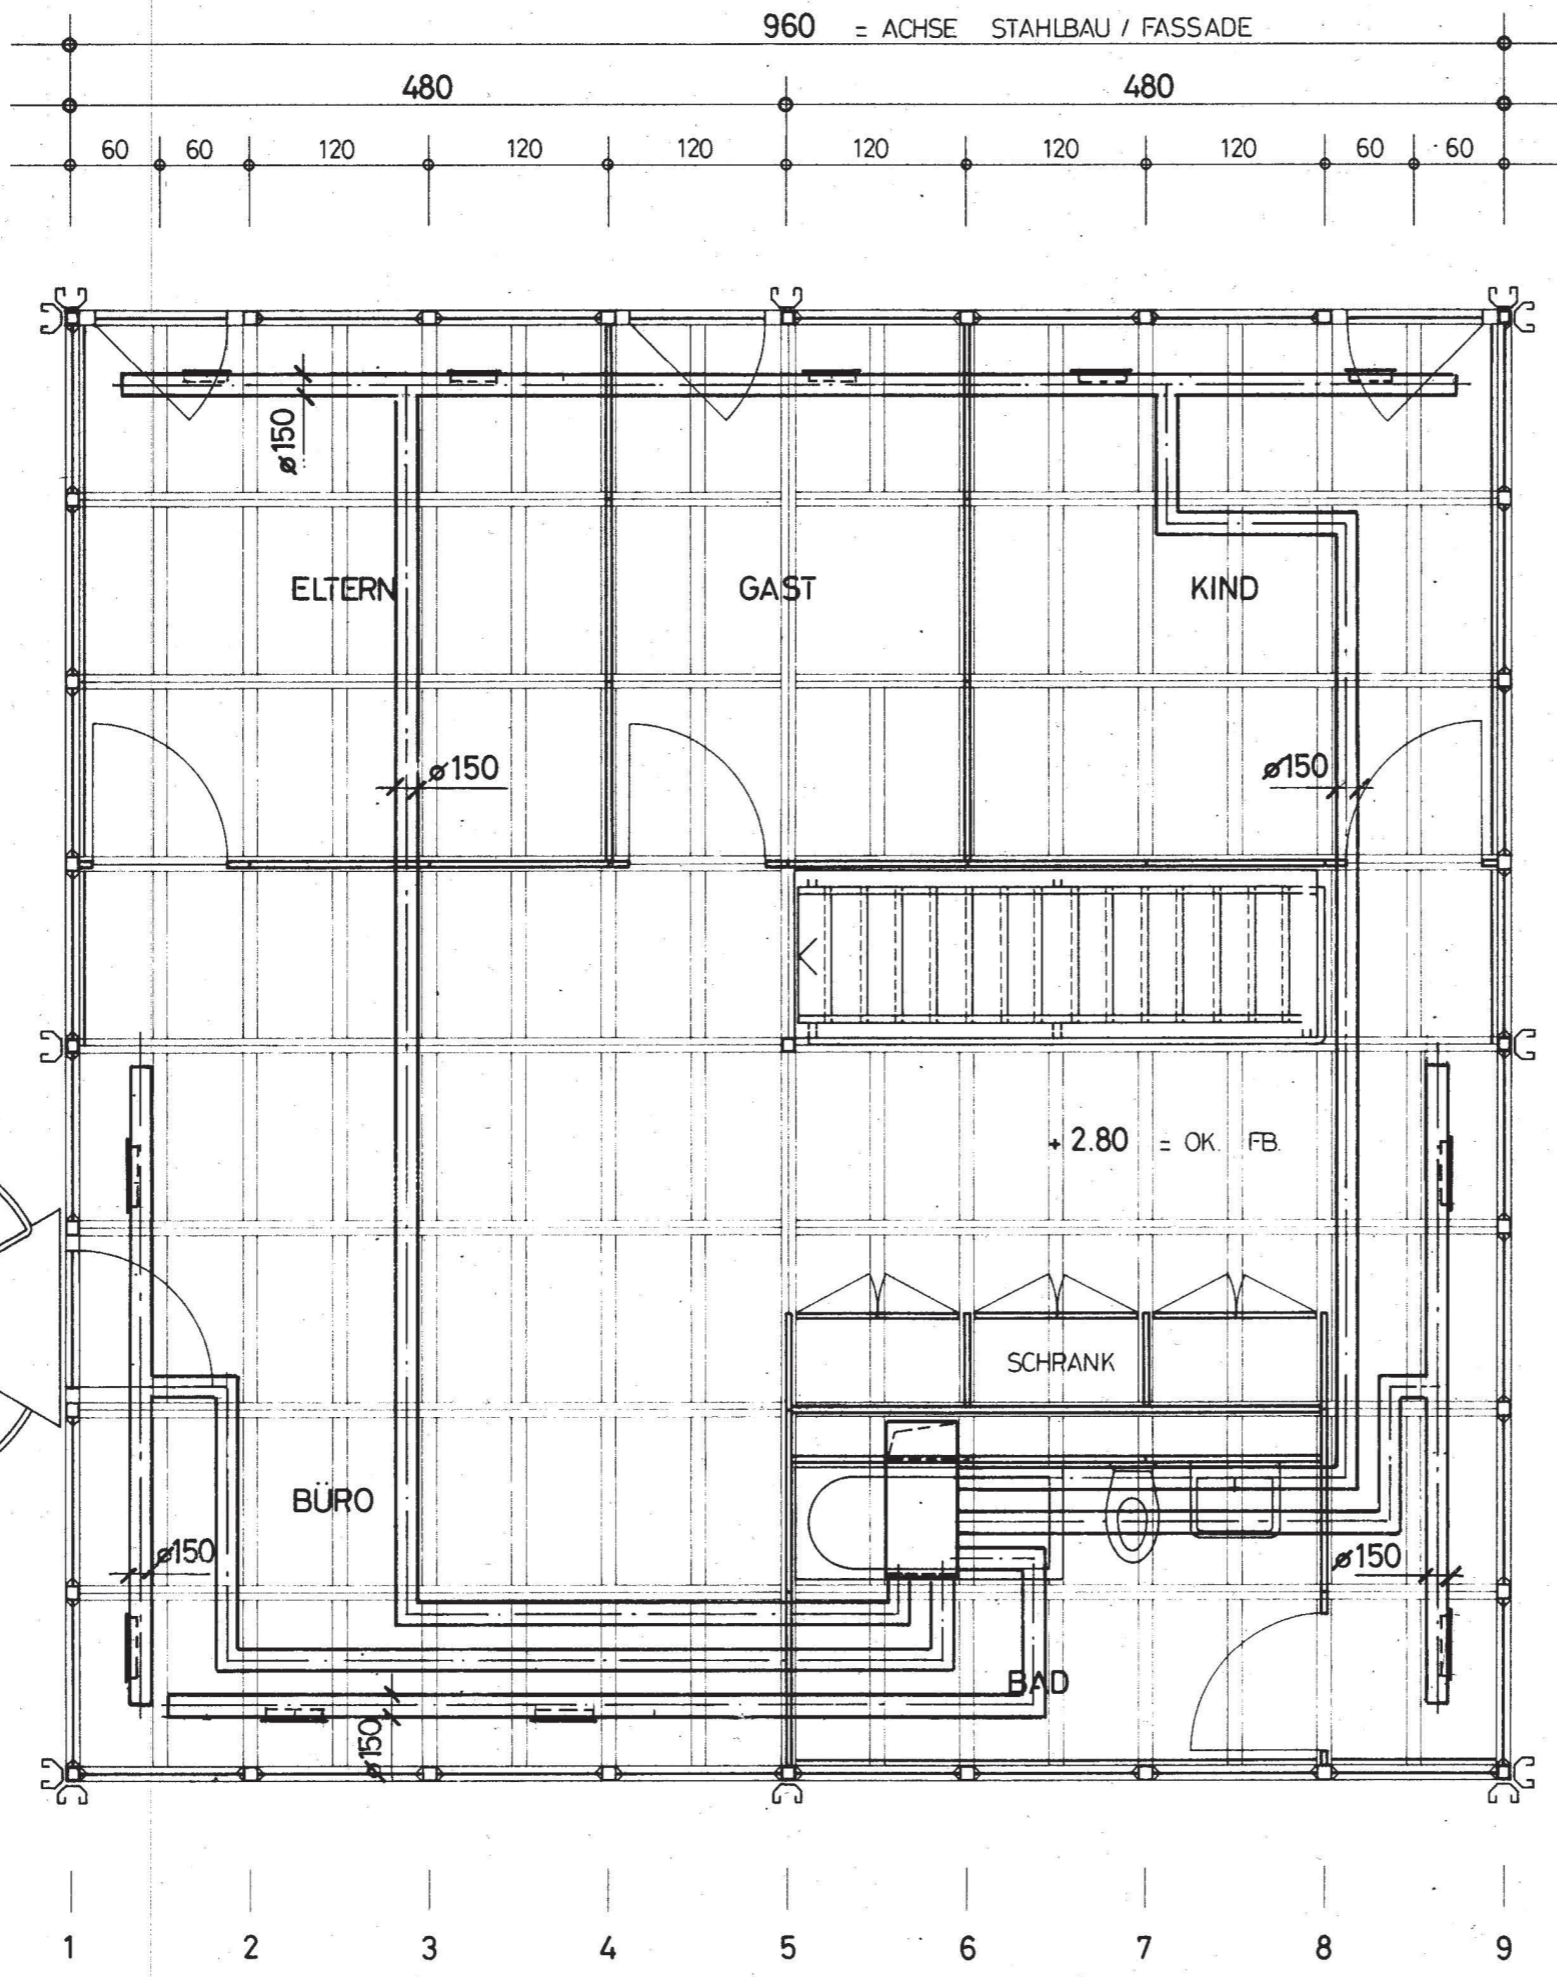 960 = ACHSE STAHLBAU / FASSADE
480 480
60 60 120 120 120 120 120 120 60 60
ø150
ELTERN GAST KIND
ø150 ø150
+ 2.80 = OK. FB.
SCHRANK
BÜRO
ø150 ø150
BAD
ø150
1 2 3 4 5 6 7 8 9